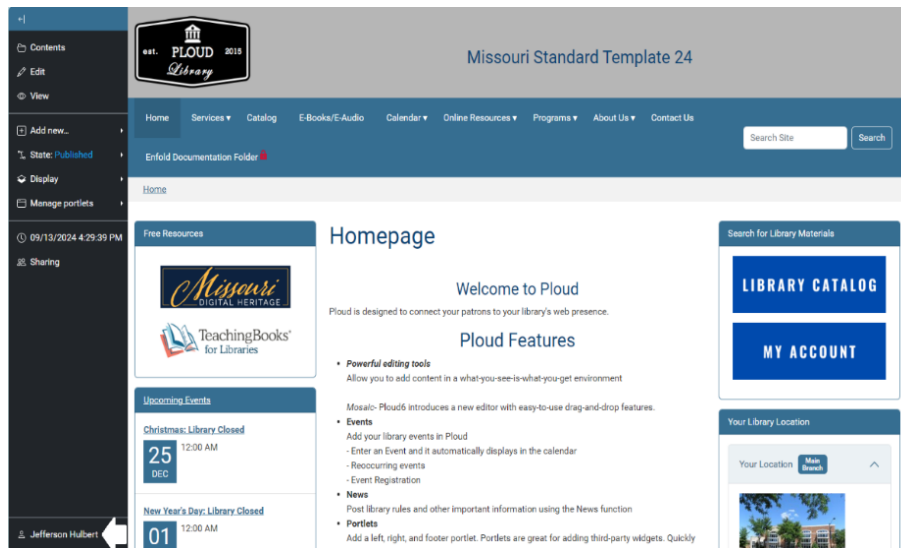 Contents
Edit
View
Add new...
State: Published
Display
Manage portlets
09/13/2024 4:29:39 PM
Sharing
Jefferson Hulbert
est. PLOUD 2015
Library
Missouri Standard Template 24
Home Services ▾ Catalog E-Books/E-Audio Calendar ▾ Online Resources ▾ Programs ▾ About Us ▾ Contact Us
Enfold Documentation Folder
Search Site Search
Home
Free Resources
Missouri
DIGITAL HERITAGE
TeachingBooks
for Libraries
Upcoming Events
Christmas: Library Closed
25
DEC
12:00 AM
New Year's Day: Library Closed
01
12:00 AM
Homepage
Welcome to Ploud
Ploud is designed to connect your patrons to your library's web presence.
Ploud Features
• Powerful editing tools
Allow you to add content in a what-you-see-is-what-you-get environment
Mosaic- Ploud6 introduces a new editor with easy-to-use drag-and-drop features.
• Events
Add your library events in Ploud
- Enter an Event and it automatically displays in the calendar
- Reoccurring events
- Event Registration
• News
Post library rules and other important information using the News function
• Portlets
Add a left, right, and footer portlet. Portlets are great for adding third-party widgets. Quickly
Search for Library Materials
LIBRARY CATALOG
MY ACCOUNT
Your Library Location
Your Location Main
Branch